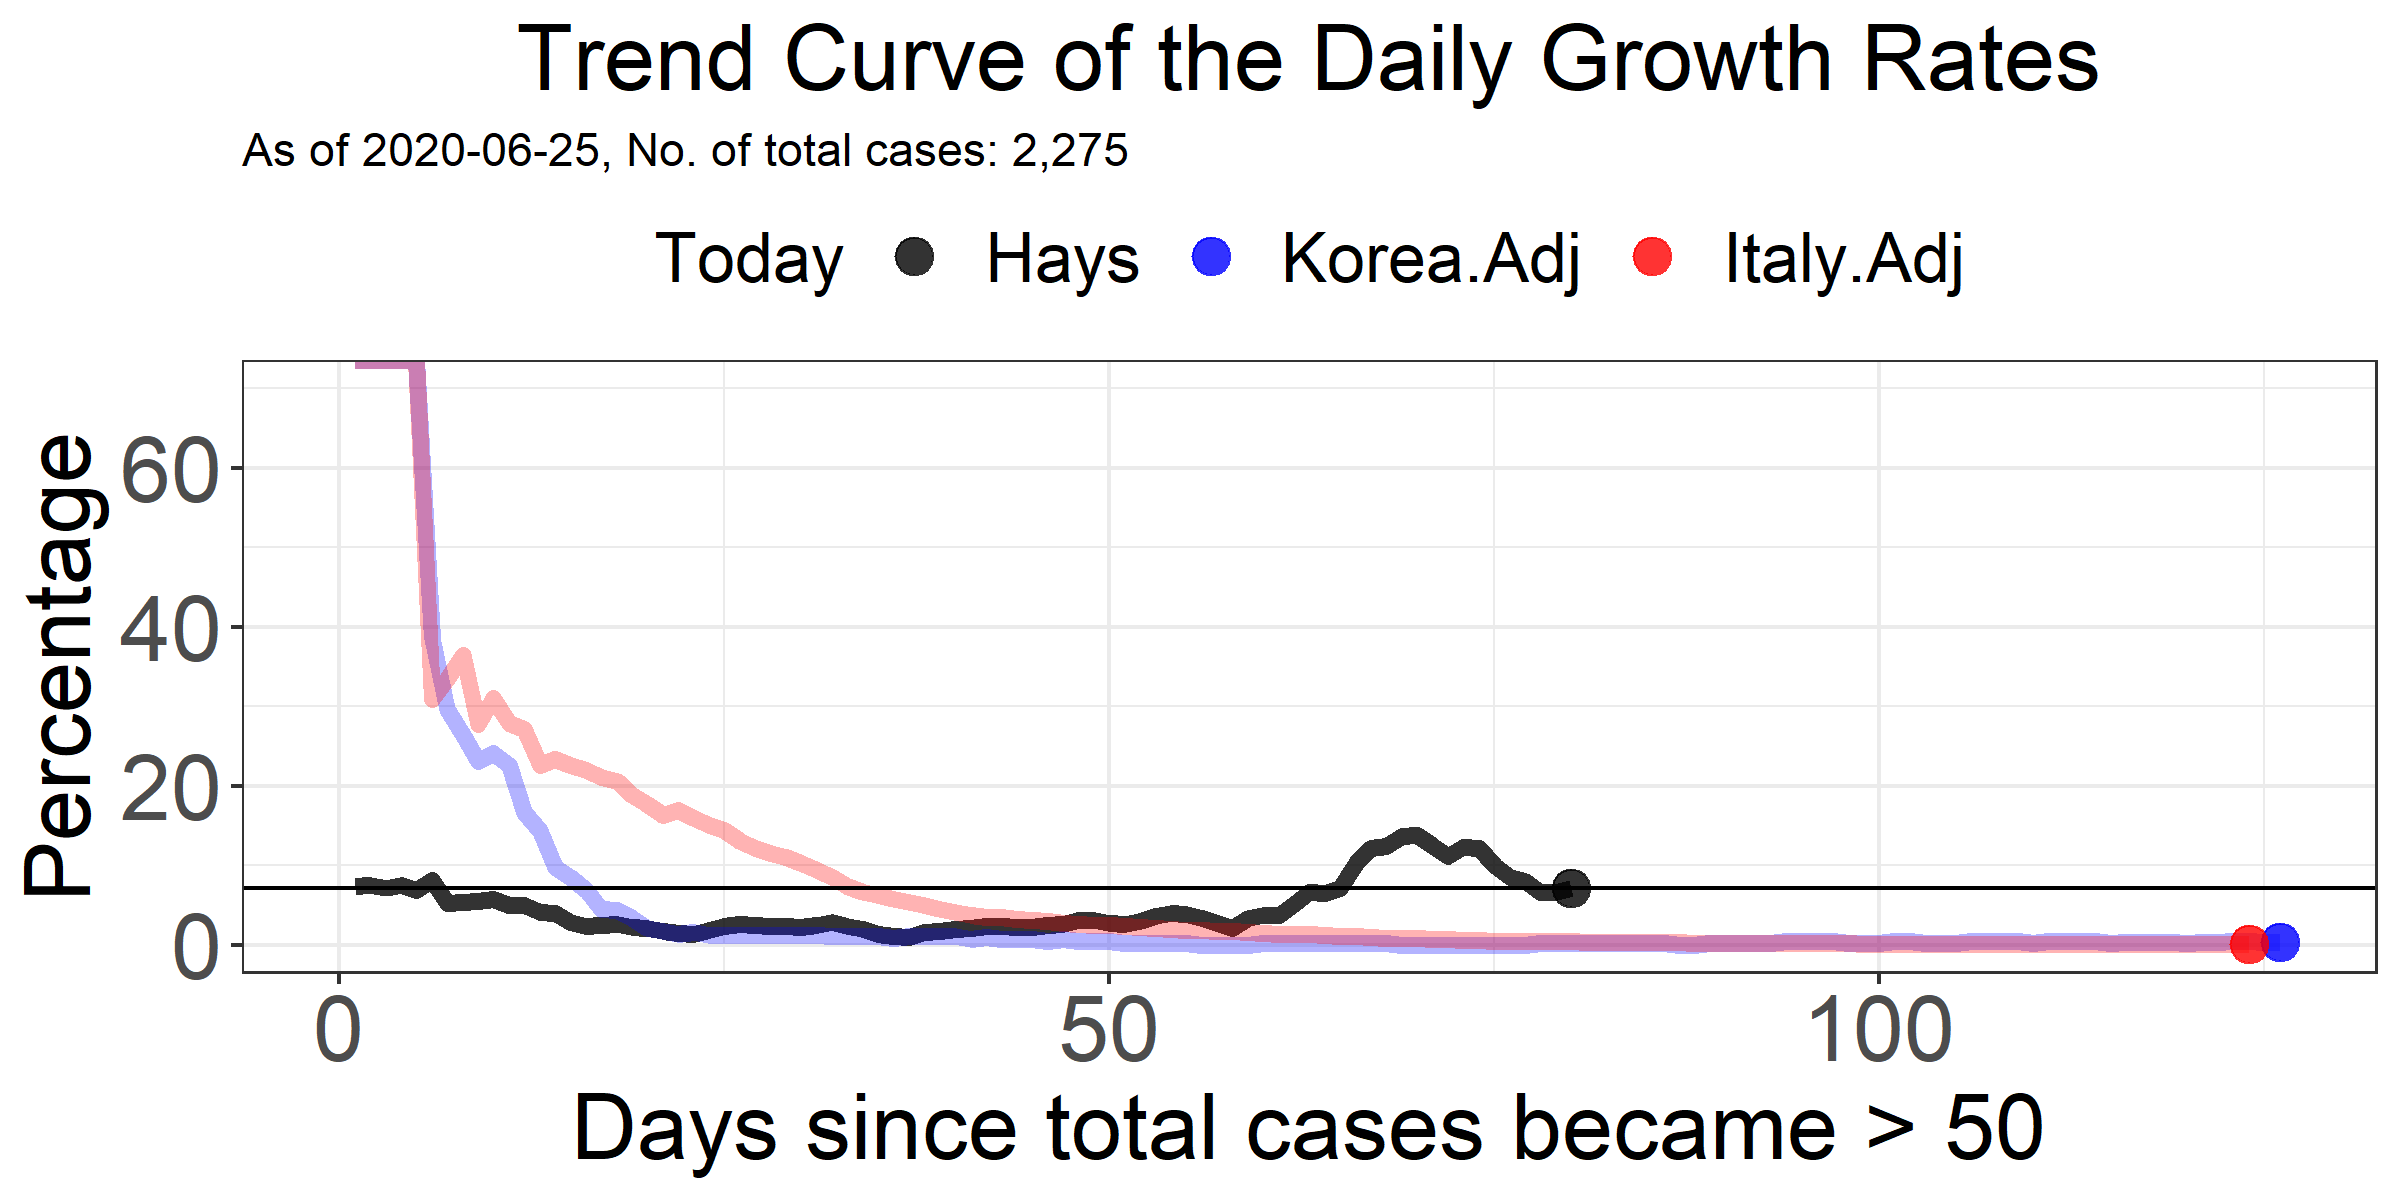 Trend Curve of the Daily Growth Rates
As of 2020-06-25, No. of total cases: 2,275
Today Hays Korea.Adj Italy.Adj
Percentage
60
40
20
0
0 50 100
Days since total cases became > 50